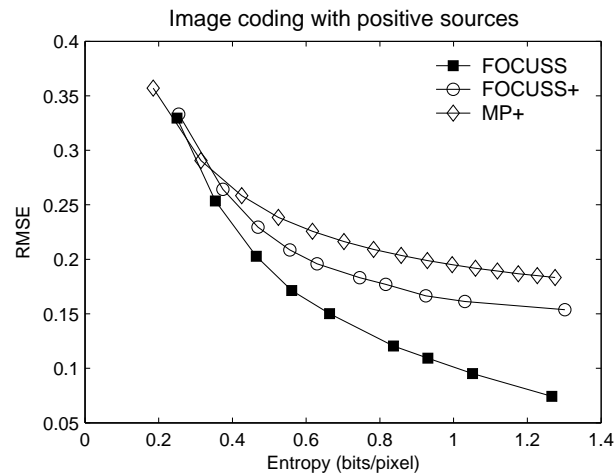 Image coding with positive sources
0.4
0.35
0.3
0.25
0.2
0.15
0.1
0.05
RMSE
FOCUSS
FOCUSS+
MP+
0
0.2
0.4
0.6
0.8
1
1.2
1.4
Entropy (bits/pixel)